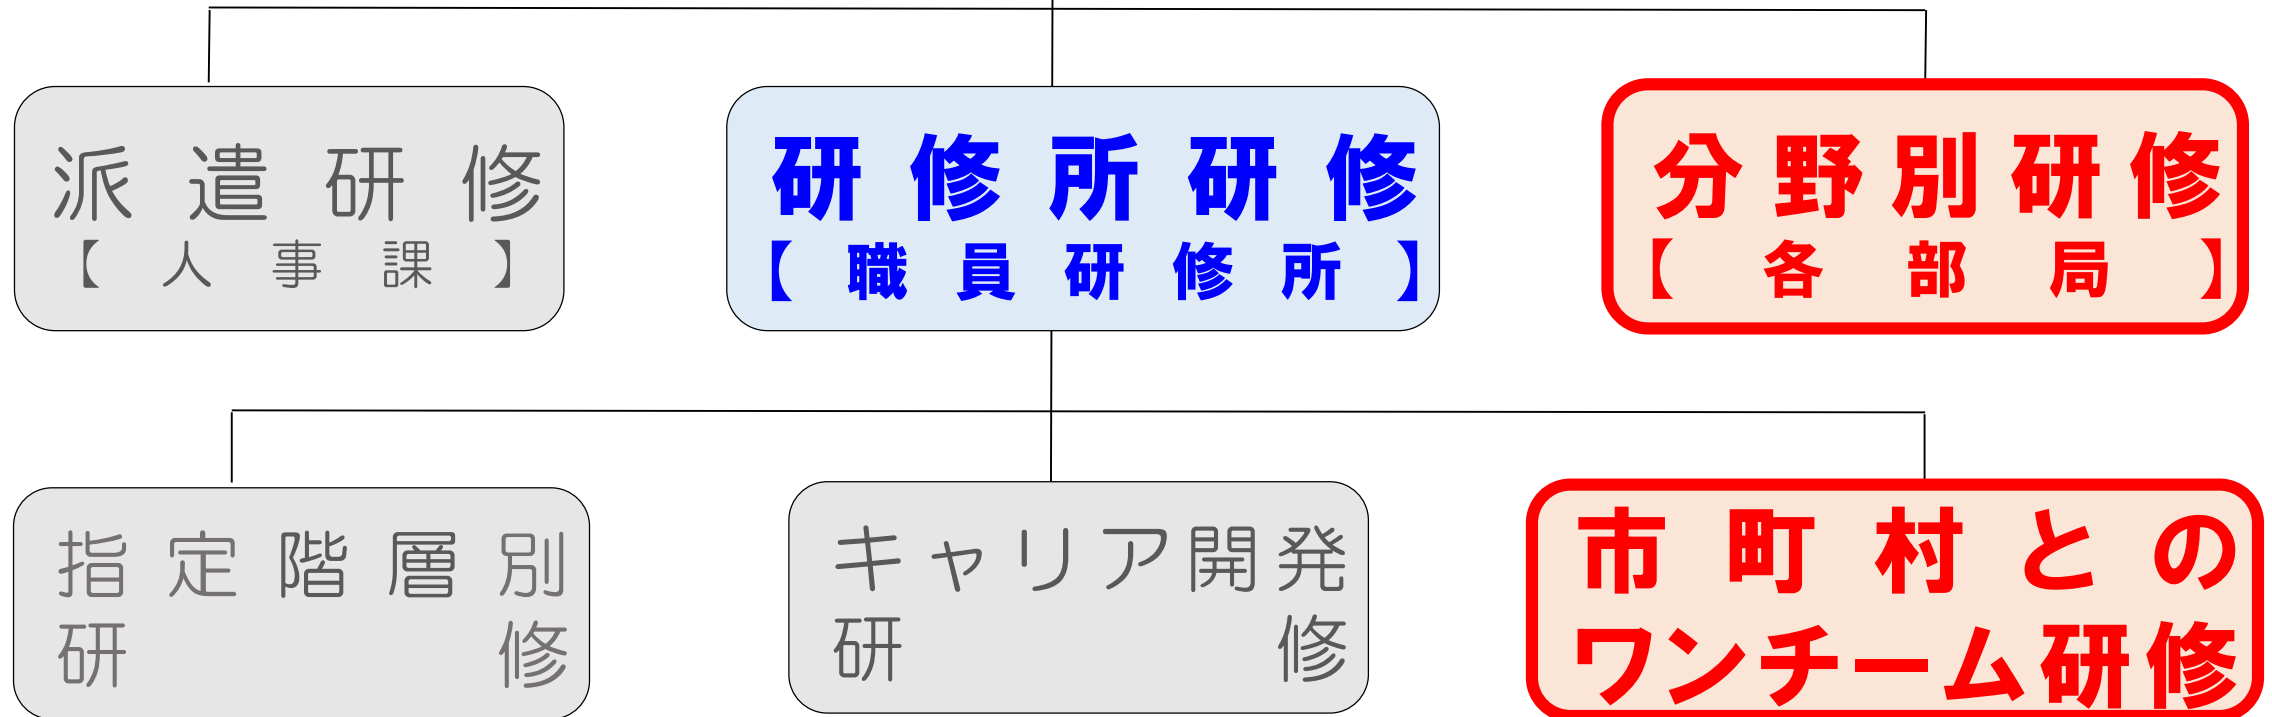 派遣研修
【人事課】
研修所研修
【職員研修所】
分野別研修
【各部局】
指定階層別
研修
キャリア開発
研修
市町村との
ワンチーム研修